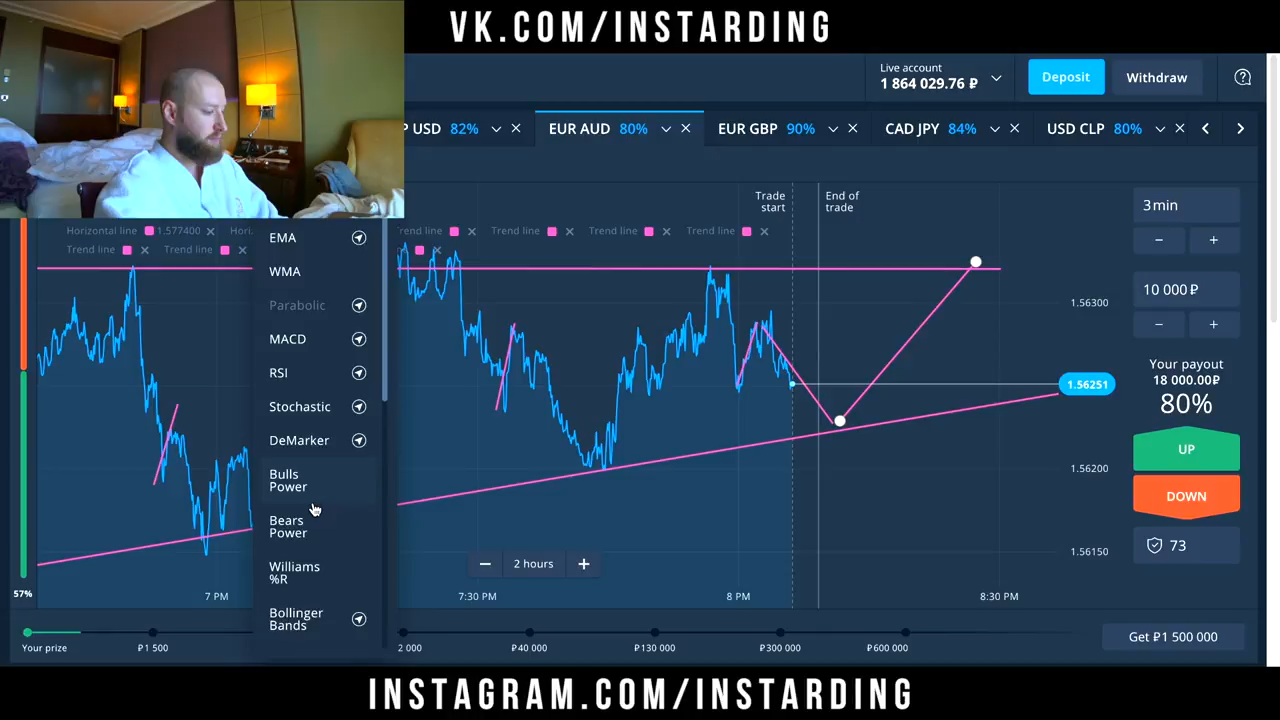 VK.COM/INSTARDING
Live account
1 864 029.76 ₽
Deposit
Withdraw
P USD 82%
EUR AUD 80%
EUR GBP 90%
CAD JPY 84%
USD CLP 80%
Trade start
End of trade
Horizontal line 1.577400
Hori
Trend line
Trend line
Trend line
Trend line
Trend line
Trend line
EMA
WMA
Parabolic
MACD
RSI
Stochastic
DeMarker
Bulls
Power
Bears
Power
Williams
%R
Bollinger
Bands
1.56300
1.56251
1.56200
1.56150
3 min
− +
10 000 ₽
− +
Your payout
18 000.00₽
80%
UP
DOWN
73
− 2 hours +
57%
7 PM
7:30 PM
8 PM
8:30 PM
Your prize
₽1 500
2 000
₽40 000
₽130 000
₽300 000
₽600 000
Get ₽1 500 000
INSTAGRAM.COM/INSTARDING